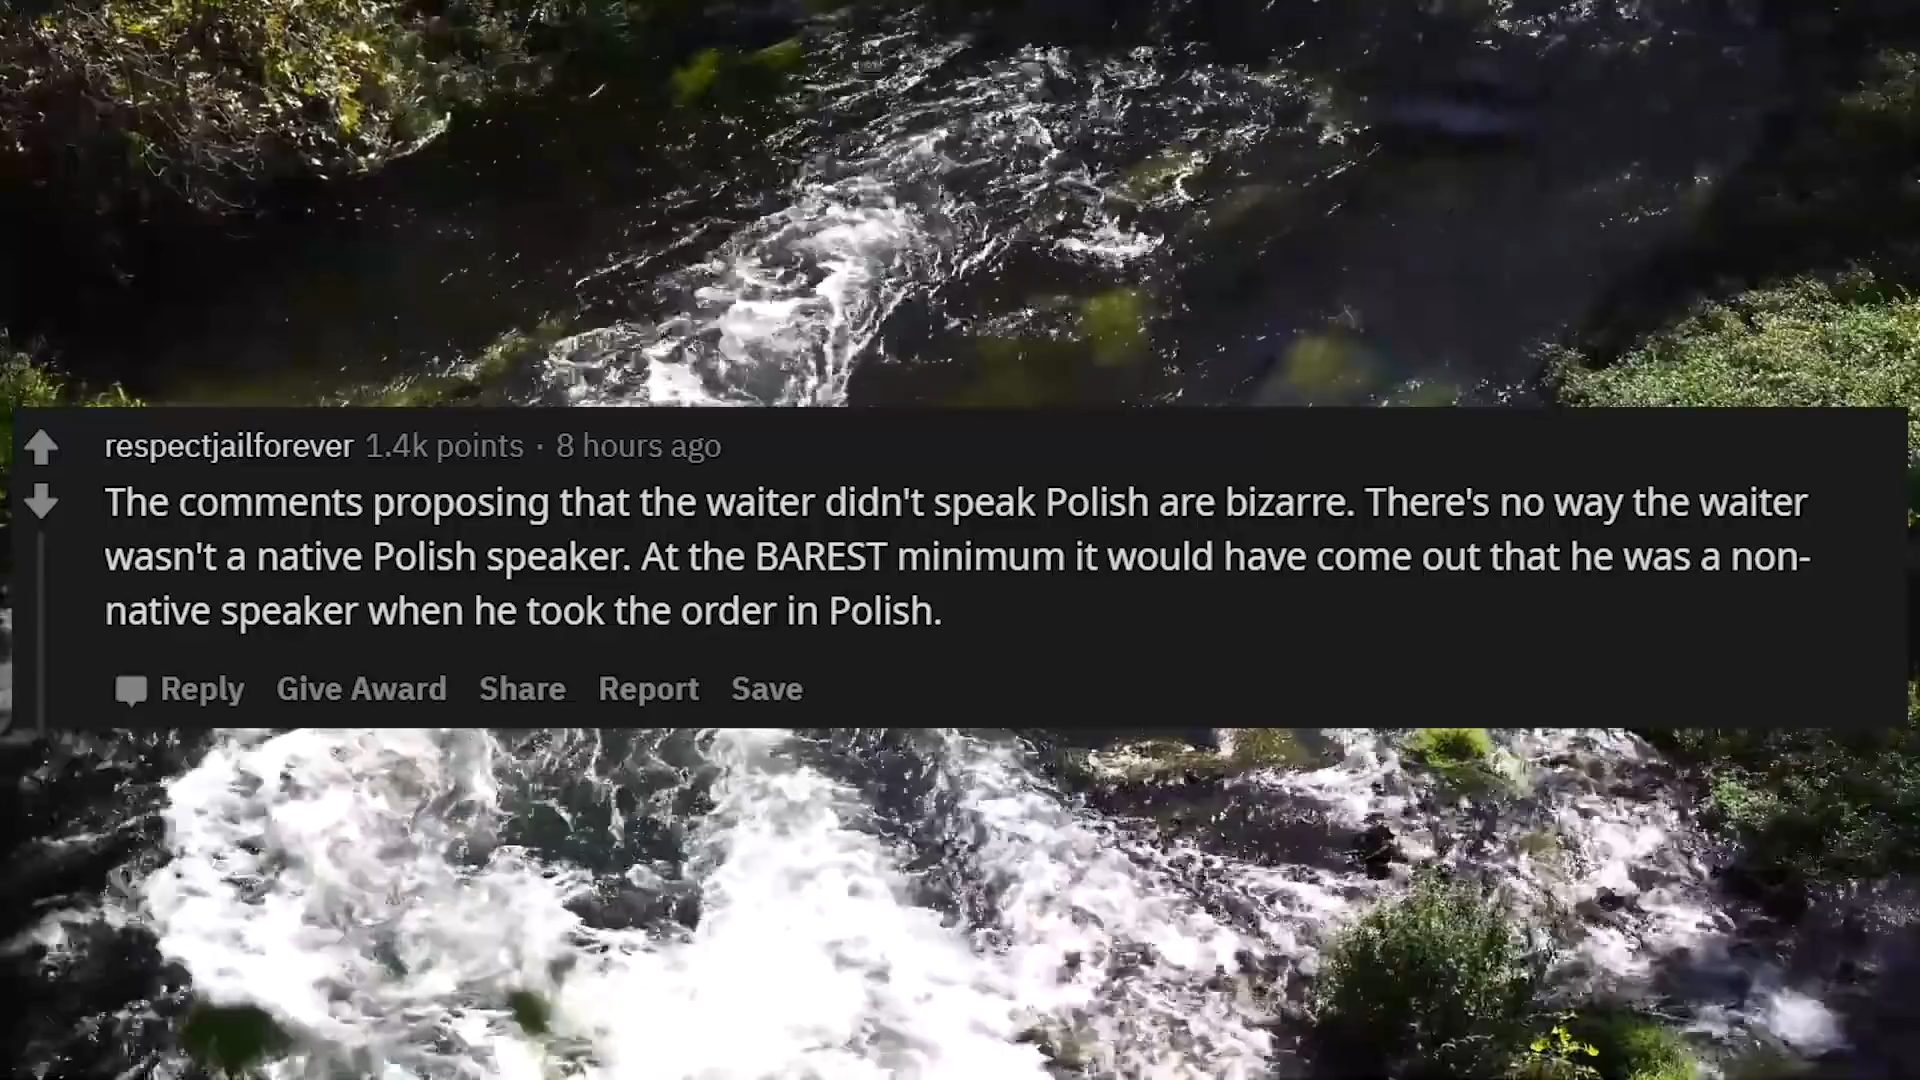 respectjailforever 1.4k points · 8 hours ago
The comments proposing that the waiter didn't speak Polish are bizarre. There's no way the waiter
wasn't a native Polish speaker. At the BAREST minimum it would have come out that he was a non-
native speaker when he took the order in Polish.
Reply Give Award Share Report Save